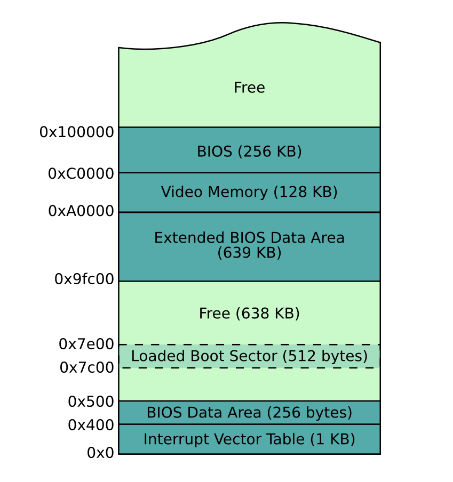 Free
0x100000
BIOS (256 KB)
0xC0000
Video Memory (128 KB)
0xA0000
Extended BIOS Data Area
(639 KB)
0x9fc00
Free (638 KB)
0x7e00
Loaded Boot Sector (512 bytes)
0x7c00
0x500
BIOS Data Area (256 bytes)
0x400
Interrupt Vector Table (1 KB)
0x0